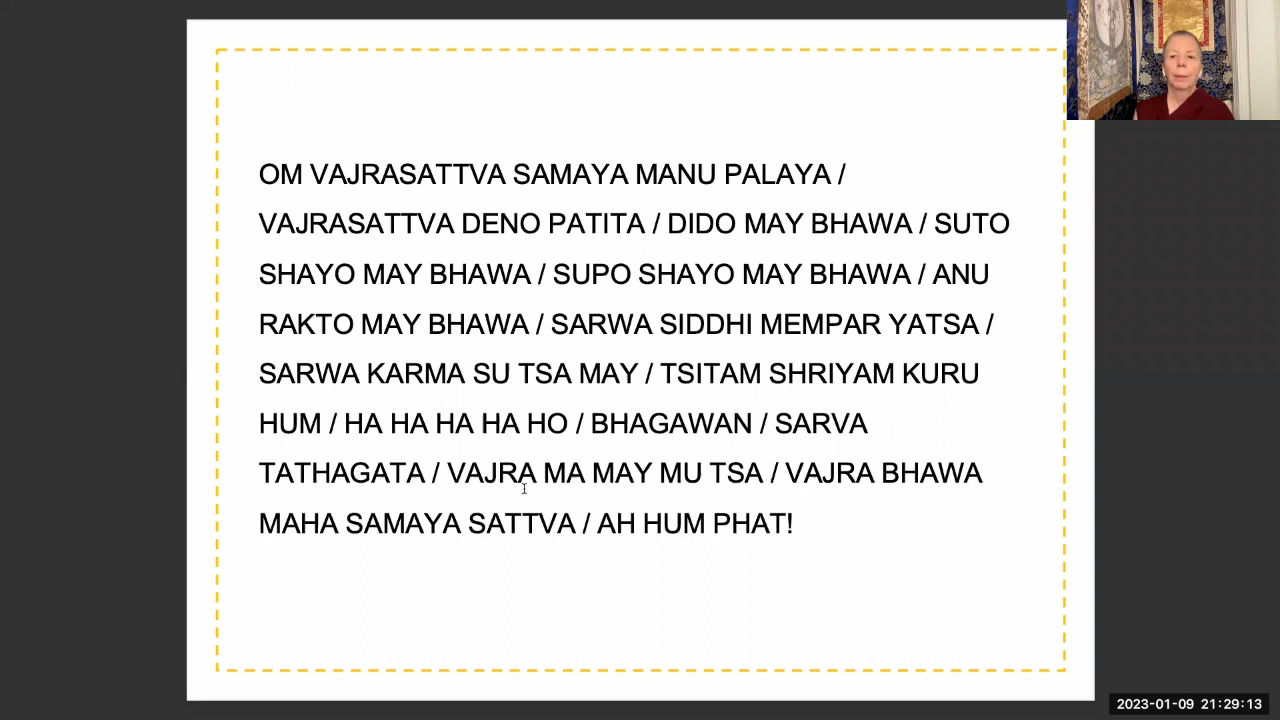 OM VAJRASATTVA SAMAYA MANU PALAYA /
VAJRASATTVA DENO PATITA / DIDO MAY BHAWA / SUTO
SHAYO MAY BHAWA / SUPO SHAYO MAY BHAWA / ANU
RAKTO MAY BHAWA / SARWA SIDDHI MEMPAR YATSA /
SARWA KARMA SU TSA MAY / TSITAM SHRIYAM KURU
HUM / HA HA HA HA HO / BHAGAWAN / SARVA
TATHAGATA / VAJRA MA MAY MU TSA / VAJRA BHAWA
MAHA SAMAYA SATTVA / AH HUM PHAT!
2023-01-09 21:29:13